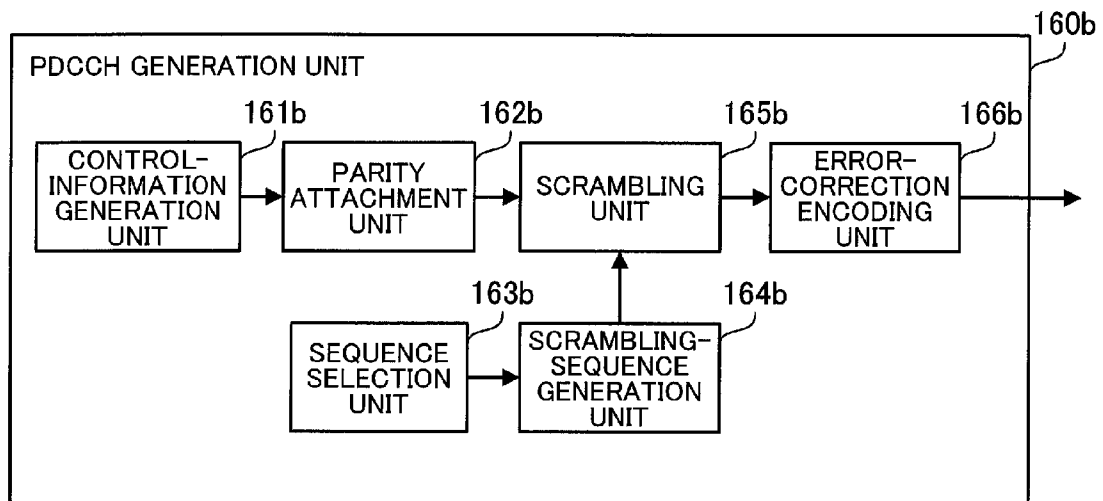 160b
PDCCH GENERATION UNIT
161b
162b
165b
166b
CONTROL-
INFORMATION
GENERATION
UNIT
PARITY
ATTACHMENT
UNIT
SCRAMBLING
UNIT
ERROR-
CORRECTION
ENCODING
UNIT
163b
164b
SEQUENCE
SELECTION
UNIT
SCRAMBLING-
SEQUENCE
GENERATION
UNIT